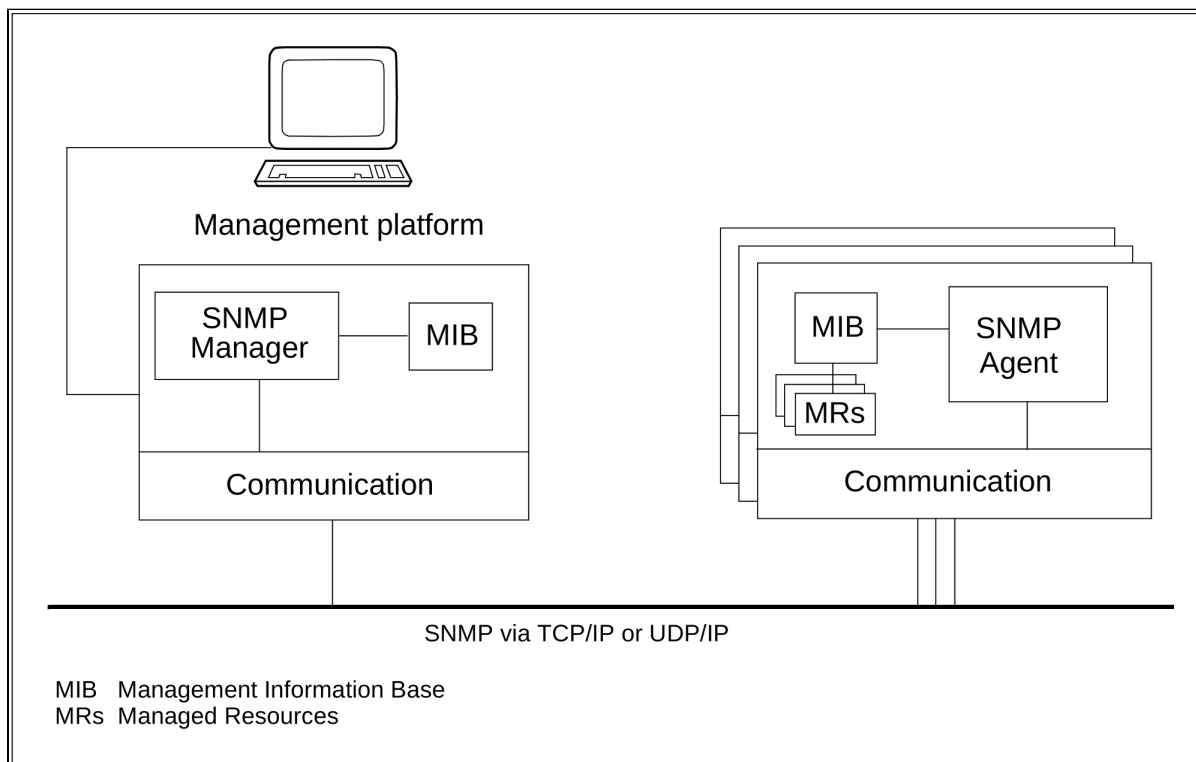 Management platform
SNMP
Manager
MIB
Communication
MIB
SNMP
Agent
MRs
Communication
SNMP via TCP/IP or UDP/IP
MIB Management Information Base
MRs Managed Resources